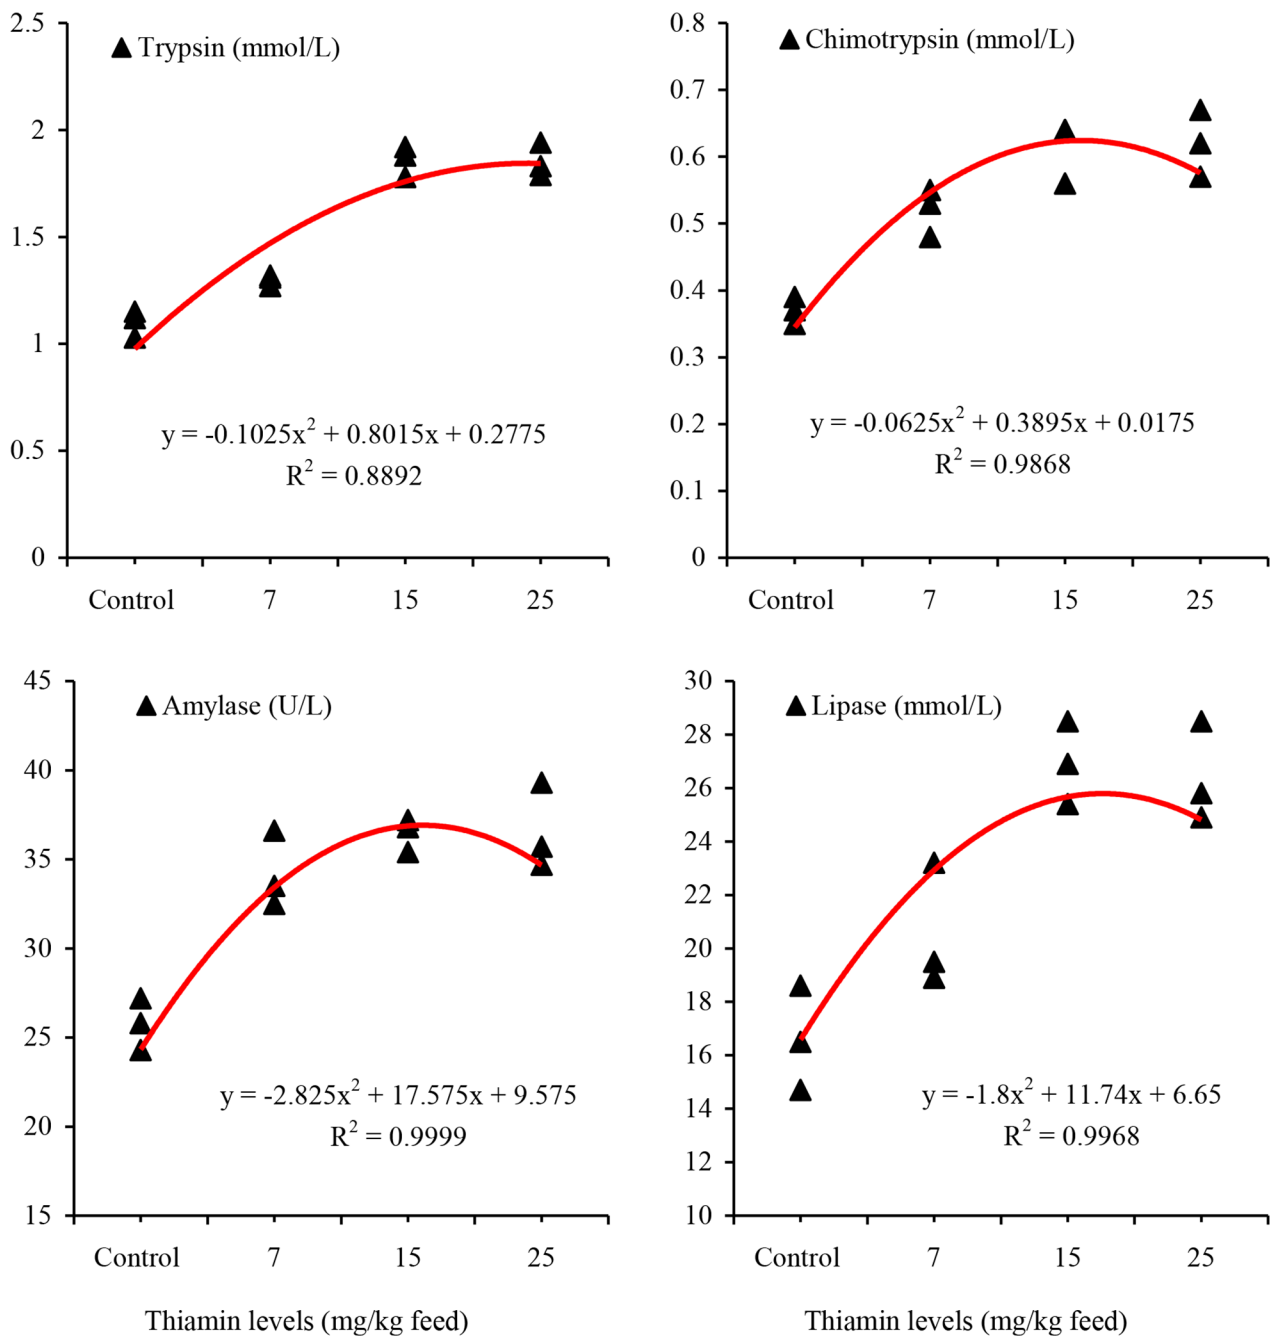 2.5
▲ Trypsin (mmol/L)
2
1.5
1
y = -0.1025x² + 0.8015x + 0.2775
0.5
R² = 0.8892
0
Control 7 15 25
0.8
▲ Chimotrypsin (mmol/L)
0.7
0.6
0.5
0.4
0.3
0.2
y = -0.0625x² + 0.3895x + 0.0175
R² = 0.9868
0.1
0
Control 7 15 25
45
▲ Amylase (U/L)
40
35
30
25
y = -2.825x² + 17.575x + 9.575
20
R² = 0.9999
15
Control 7 15 25
Thiamin levels (mg/kg feed)
30
▲ Lipase (mmol/L)
28
26
24
22
20
18
16
14
y = -1.8x² + 11.74x + 6.65
R² = 0.9968
12
10
Control 7 15 25
Thiamin levels (mg/kg feed)